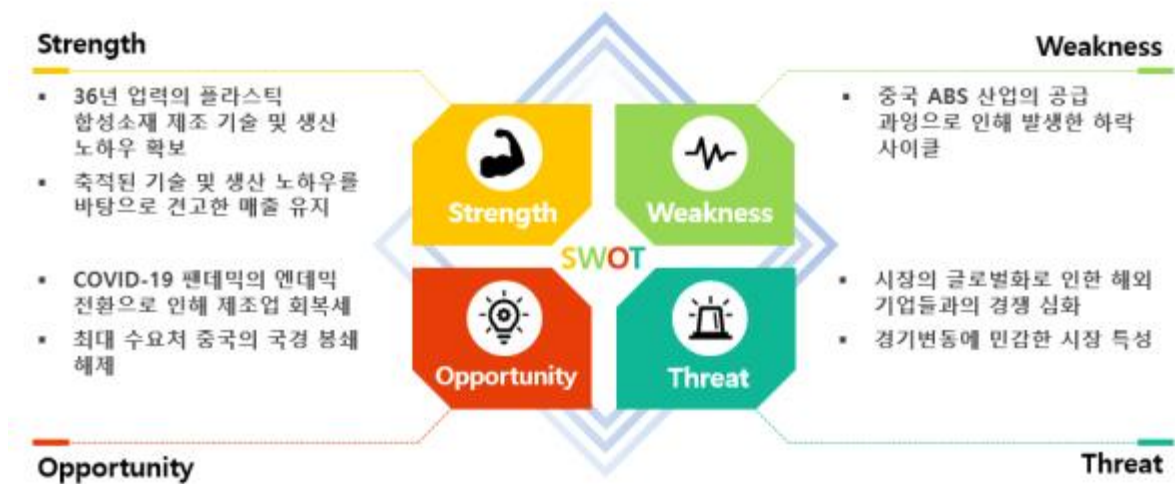 Strength
▪ 36년 업력의 플라스틱
합성소재 제조 기술 및 생산
노하우 확보
▪ 축적된 기술 및 생산 노하우를
바탕으로 견고한 매출 유지
Weakness
▪ 중국 ABS 산업의 공급
과잉으로 인해 발생한 하락
사이클
Strength
Weakness
SWOT
Opportunity
Threat
▪ COVID-19 팬데믹의 엔데믹
전환으로 인해 제조업 회복세
▪ 최대 수요처 중국의 국경 봉쇄
해제
Opportunity
▪ 시장의 글로벌화로 인한 해외
기업들과의 경쟁 심화
▪ 경기변동에 민감한 시장 특성
Threat